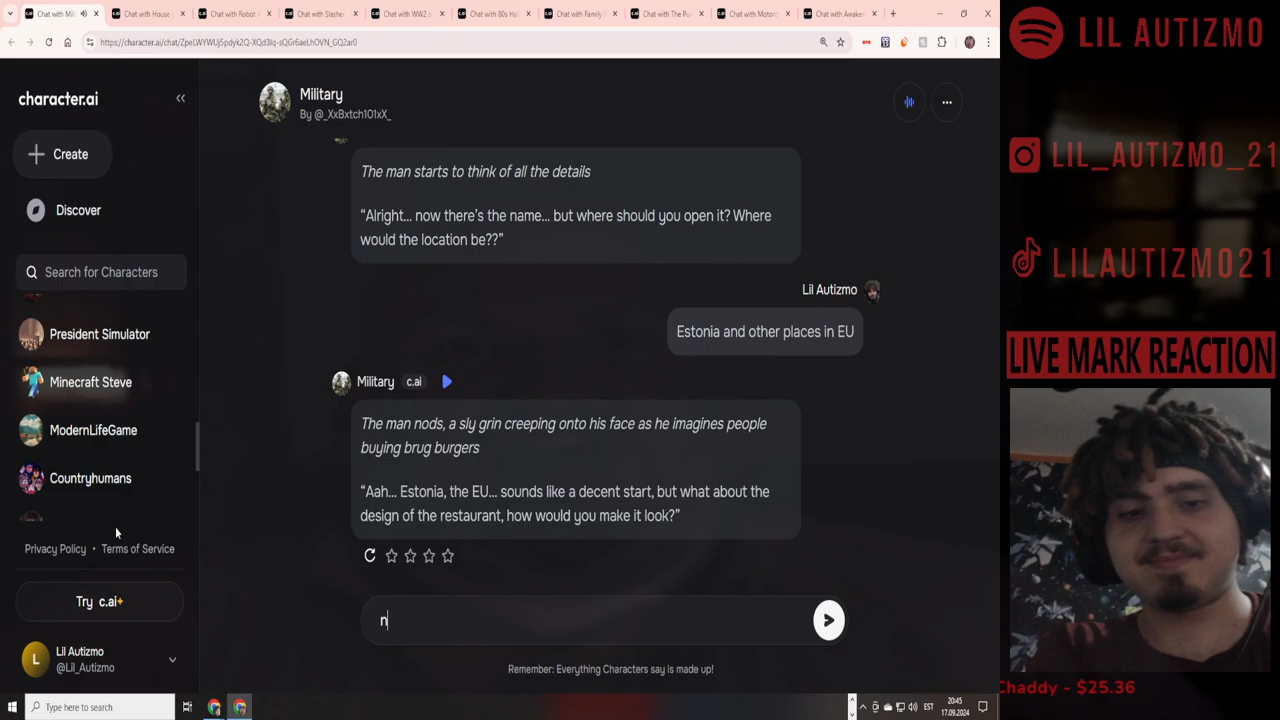 Chat with Mili
Chat with House
Chat with Robot A
Chat with Slashe
Chat with WW2
Chat with 80s Ha
Chat with Family
Chat with The Pu
Chat with Motor
Chat with Awake
https://character.ai/chat/ZpeLWYWUj5pdyk2Q-XQd3Iq-sQGr6aeLhOVN_GQ2ar0
character.ai
Create
Discover
Search for Characters
President Simulator
Minecraft Steve
ModernLifeGame
Countryhumans
Privacy Policy • Terms of Service
Try c.ai+
L
Lil Autizmo
@Lil_Autizmo
Military
By @_XxBxtch101xX_
The man starts to think of all the details
“Alright... now there's the name... but where should you open it? Where
would the location be??”
Lil Autizmo
Estonia and other places in EU
Military c.ai
The man nods, a sly grin creeping onto his face as he imagines people
buying brug burgers
“Aah... Estonia, the EU... sounds like a decent start, but what about the
design of the restaurant, how would you make it look?”
n
Remember: Everything Characters say is made up!
Type here to search
EST
20:45
17.09.2024
LIL AUTIZMO
LIL_AUTIZMO_21
LILAUTIZMO21
LIVE MARK REACTION
Chaddy - $25.36